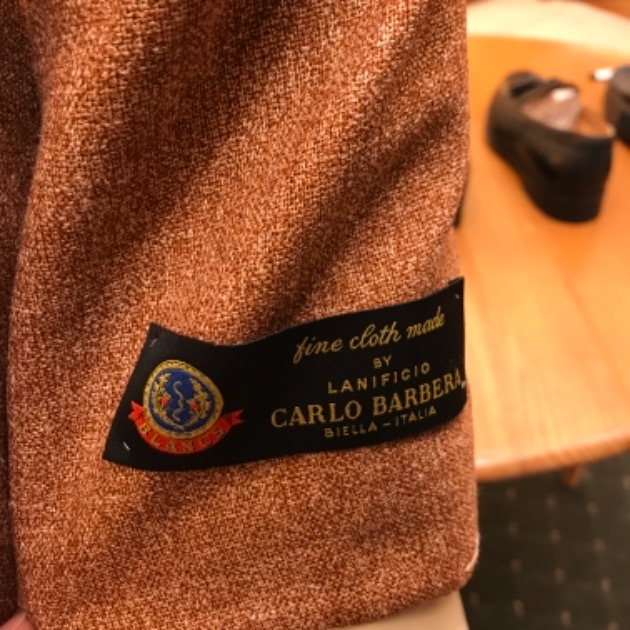 fine cloth made
BY
LANIFICIO
CARLO BARBERA
BIELLA - ITALIA